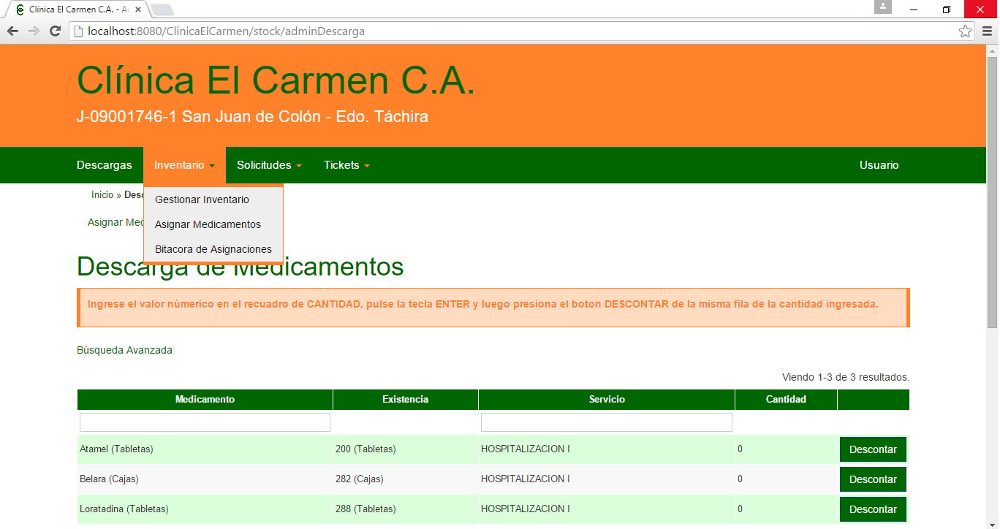 Clínica El Carmen C.A. - Ac
localhost:8080/ClinicaElCarmen/stock/adminDescarga
Clínica El Carmen C.A.
J-09001746-1 San Juan de Colón - Edo. Táchira
Descargas Inventario Solicitudes Tickets Usuario
Inicio » Desc
Gestionar Inventario
Asignar Med
Asignar Medicamentos
Bitacora de Asignaciones
Descarga de Medicamentos
Ingrese el valor númerico en el recuadro de CANTIDAD, pulse la tecla ENTER y luego presiona el boton DESCONTAR de la misma fila de la cantidad ingresada.
Búsqueda Avanzada
Viendo 1-3 de 3 resultados.
Medicamento Existencia Servicio Cantidad
Atamel (Tabletas) 200 (Tabletas) HOSPITALIZACION I 0 Descontar
Belara (Cajas) 282 (Cajas) HOSPITALIZACION I 0 Descontar
Loratadina (Tabletas) 288 (Tabletas) HOSPITALIZACION I 0 Descontar